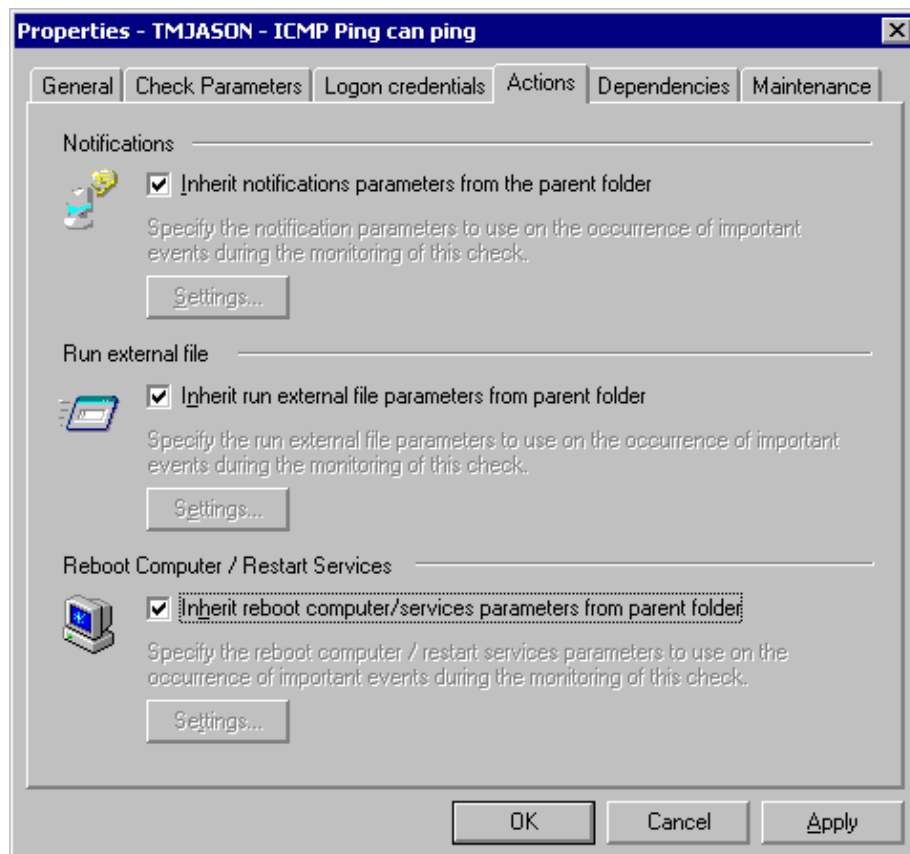 Properties - TMJASON - ICMP Ping can ping
General
Check Parameters
Logon credentials
Actions
Dependencies
Maintenance
Notifications
Inherit notifications parameters from the parent folder
Specify the notification parameters to use on the occurrence of important
events during the monitoring of this check.
Settings...
Run external file
Inherit run external file parameters from parent folder
Specify the run external file parameters to use on the occurrence of important
events during the monitoring of this check.
Settings...
Reboot Computer / Restart Services
Inherit reboot computer/services parameters from parent folder
Specify the reboot computer / restart services parameters to use on the
occurrence of important events during the monitoring of this check.
Settings...
OK
Cancel
Apply